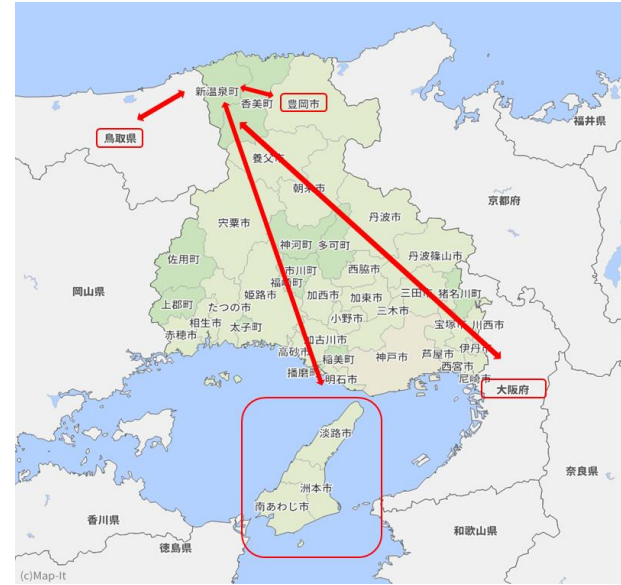 新温泉町
香美町
豊岡市
鳥取県
福井県
養父市
朝来市
京都府
丹波市
宍粟市
神河町
多可町
丹波篠山市
佐用町
市川町
西脇市
岡山県
福崎町
加西市
加東市
三田市
猪名川町
上郡町
たつの市
姫路市
三木市
小野市
相生市
太子町
赤穂市
宝塚市
川西市
加古川市
高砂市
稲美町
神戸市
芦屋市
伊丹市
西宮市
播磨町
明石市
尼崎市
大阪府
淡路市
奈良県
洲本市
南あわじ市
香川県
和歌山県
徳島県
(c)Map-It